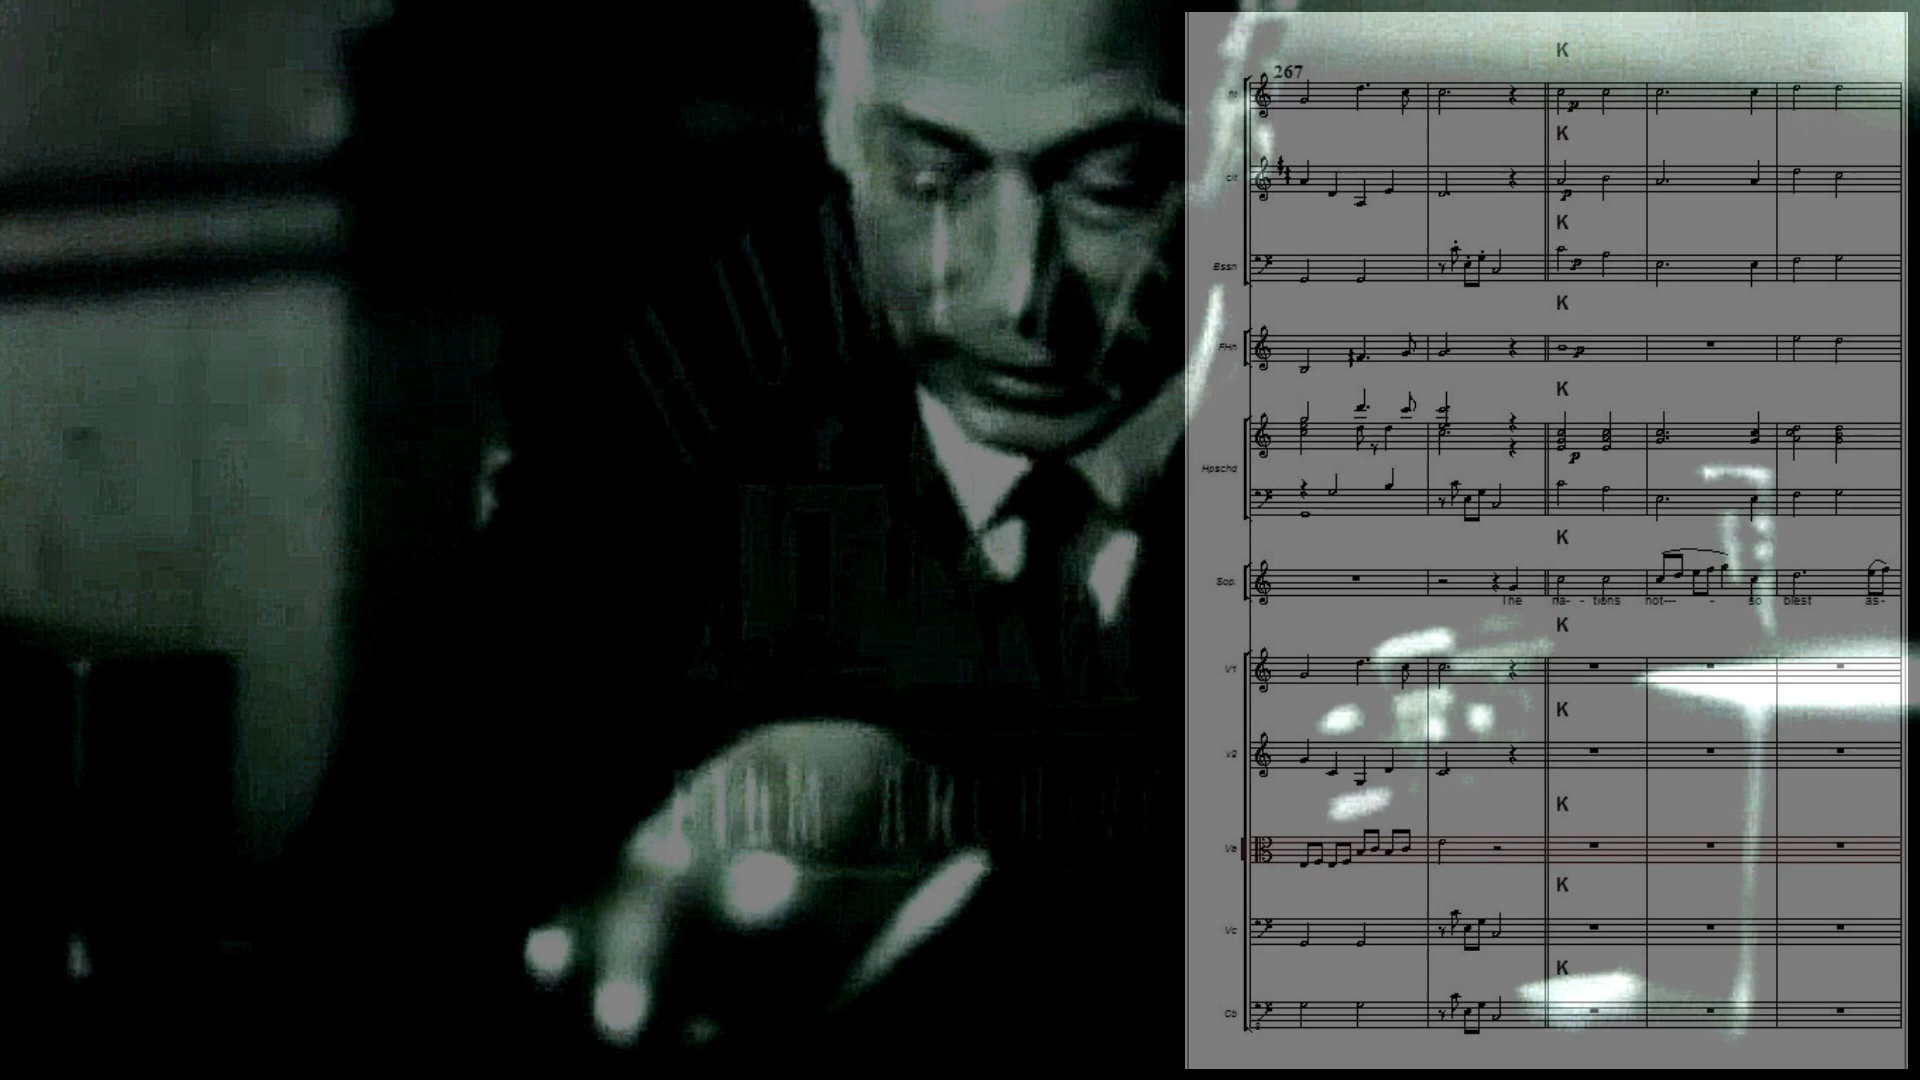 K
267
fl
K
clt
K
Bssn
K
FHn
K
Hpschd
p
K
Sop.
The na- - tions not— - so blest as-
K
V1
K
V2
K
Va
K
Vc
K
Cb